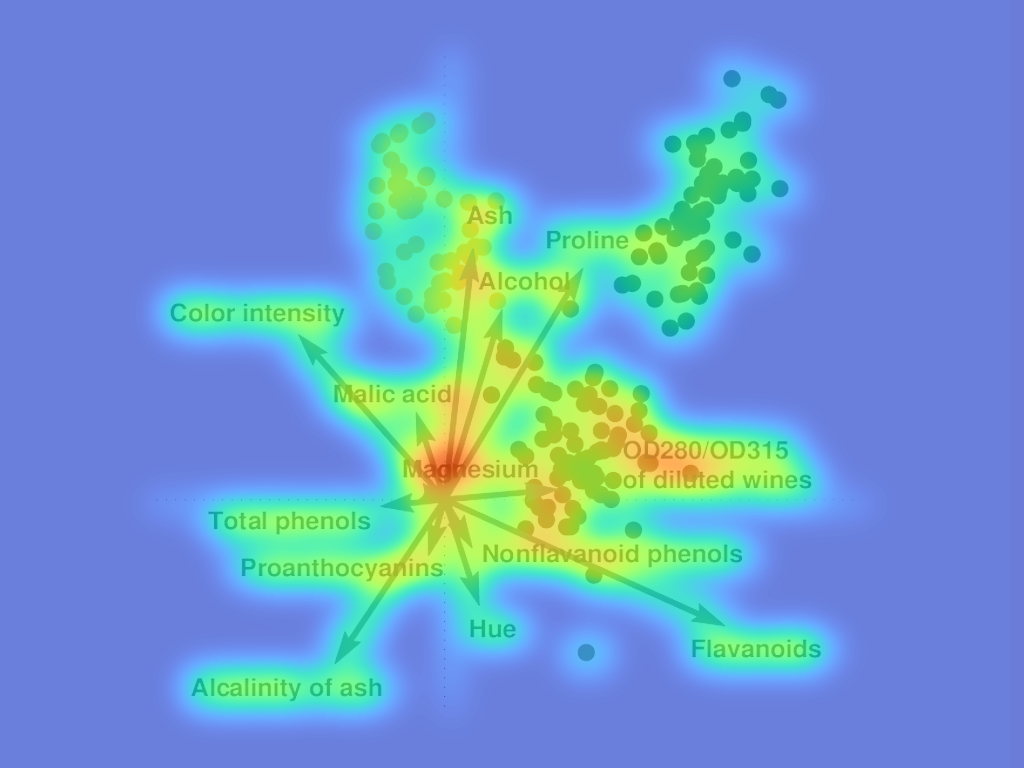 Ash
Proline
Alcohol
Color intensity
Malic acid
OD280/OD315
of diluted wines
Magnesium
Total phenols
Nonflavanoid phenols
Proanthocyanins
Hue
Flavanoids
Alcalinity of ash